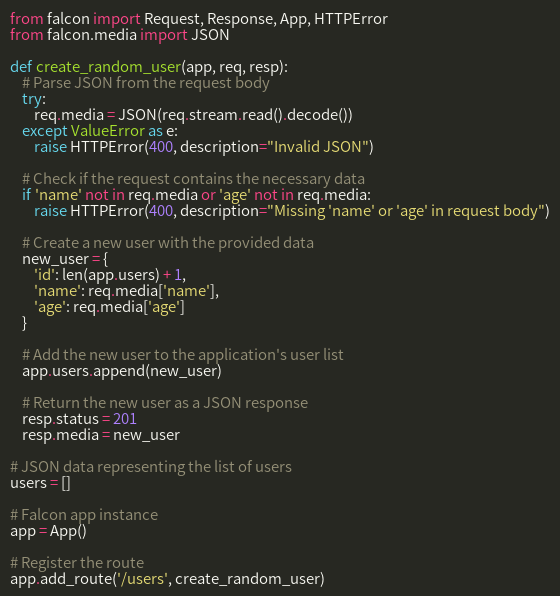 from falcon import Request, Response, App, HTTPError
from falcon.media import JSON

def create_random_user(app, req, resp):
    # Parse JSON from the request body
    try:
        req.media = JSON(req.stream.read().decode())
    except ValueError as e:
        raise HTTPError(400, description="Invalid JSON")

    # Check if the request contains the necessary data
    if 'name' not in req.media or 'age' not in req.media:
        raise HTTPError(400, description="Missing 'name' or 'age' in request body")

    # Create a new user with the provided data
    new_user = {
        'id': len(app.users) + 1,
        'name': req.media['name'],
        'age': req.media['age']
    }

    # Add the new user to the application's user list
    app.users.append(new_user)

    # Return the new user as a JSON response
    resp.status = 201
    resp.media = new_user

# JSON data representing the list of users
users = []

# Falcon app instance
app = App()

# Register the route
app.add_route('/users', create_random_user)